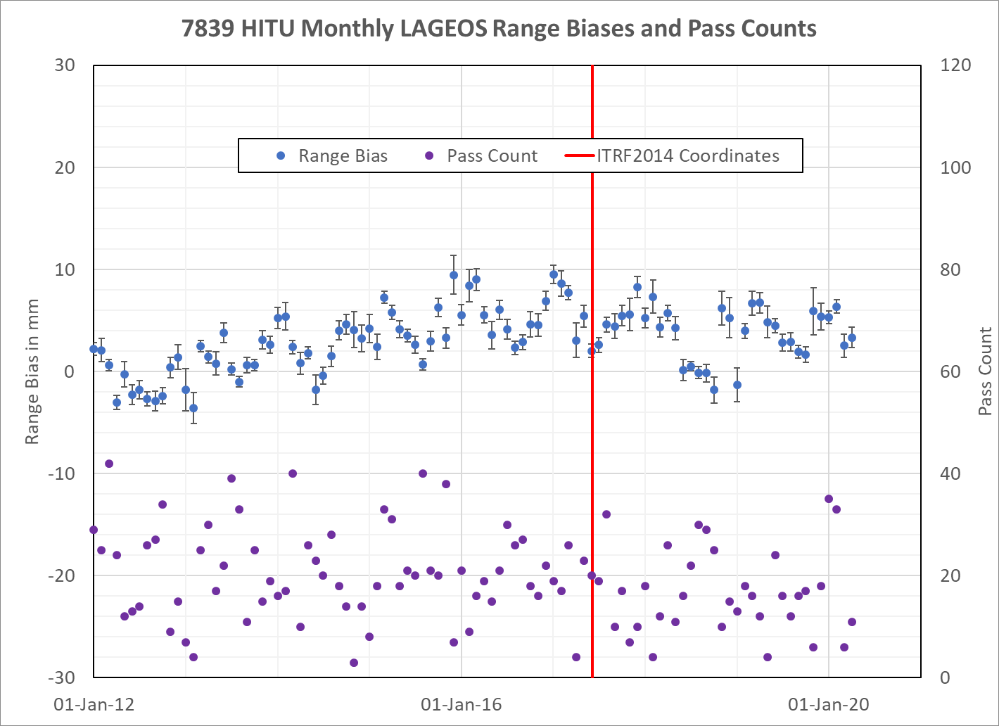 7839 HITU Monthly LAGEOS Range Biases and Pass Counts
30
20
10
0
-10
-20
-30
Range Bias in mm
Range Bias
Pass Count
ITRF2014 Coordinates
120
100
80
60
40
20
0
Pass Count
01-Jan-12
01-Jan-16
01-Jan-20